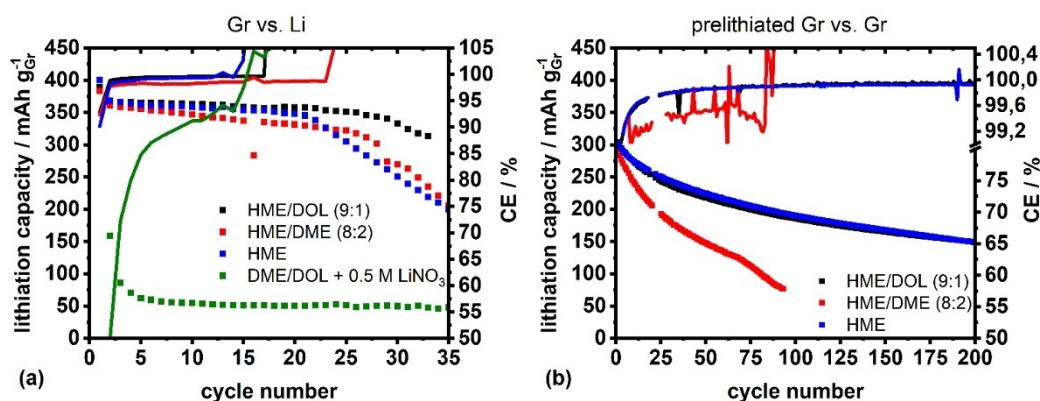 Gr vs. Li
lithiation capacity / mAh g⁻¹Gr
450
400
350
300
250
200
150
100
50
0
105
100
95
90
85
80
75
70
65
60
55
50
CE / %
HME/DOL (9:1)
HME/DME (8:2)
HME
DME/DOL + 0.5 M LiNO₃
0 5 10 15 20 25 30 35
(a)
cycle number
prelithiated Gr vs. Gr
lithiation capacity / mAh g⁻¹Gr
450
400
350
300
250
200
150
100
50
0
100,4
100,0
99,6
99,2
75
70
65
60
55
50
CE / %
HME/DOL (9:1)
HME/DME (8:2)
HME
0 25 50 75 100 125 150 175 200
(b)
cycle number